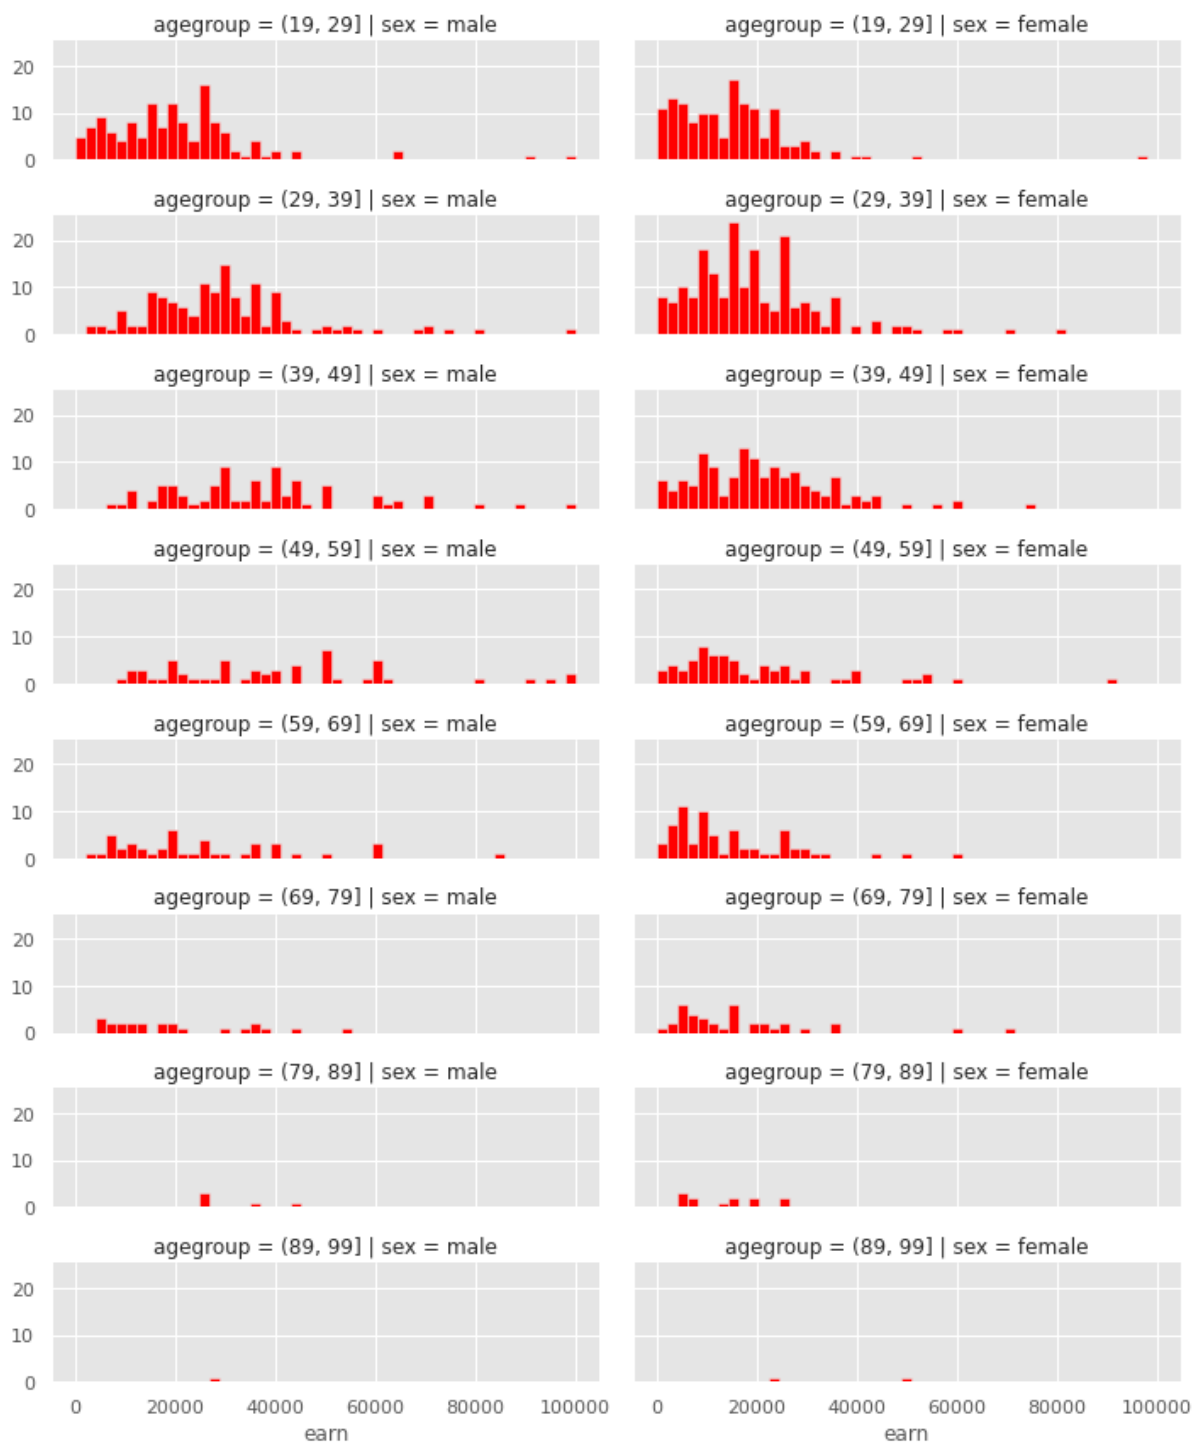 agegroup = (19, 29] | sex = male
agegroup = (19, 29] | sex = female
20
10
0
agegroup = (29, 39] | sex = male
agegroup = (29, 39] | sex = female
20
10
0
agegroup = (39, 49] | sex = male
agegroup = (39, 49] | sex = female
20
10
0
agegroup = (49, 59] | sex = male
agegroup = (49, 59] | sex = female
20
10
0
agegroup = (59, 69] | sex = male
agegroup = (59, 69] | sex = female
20
10
0
agegroup = (69, 79] | sex = male
agegroup = (69, 79] | sex = female
20
10
0
agegroup = (79, 89] | sex = male
agegroup = (79, 89] | sex = female
20
10
0
agegroup = (89, 99] | sex = male
agegroup = (89, 99] | sex = female
20
10
0
0 20000 40000 60000 80000 100000
0 20000 40000 60000 80000 100000
earn
earn